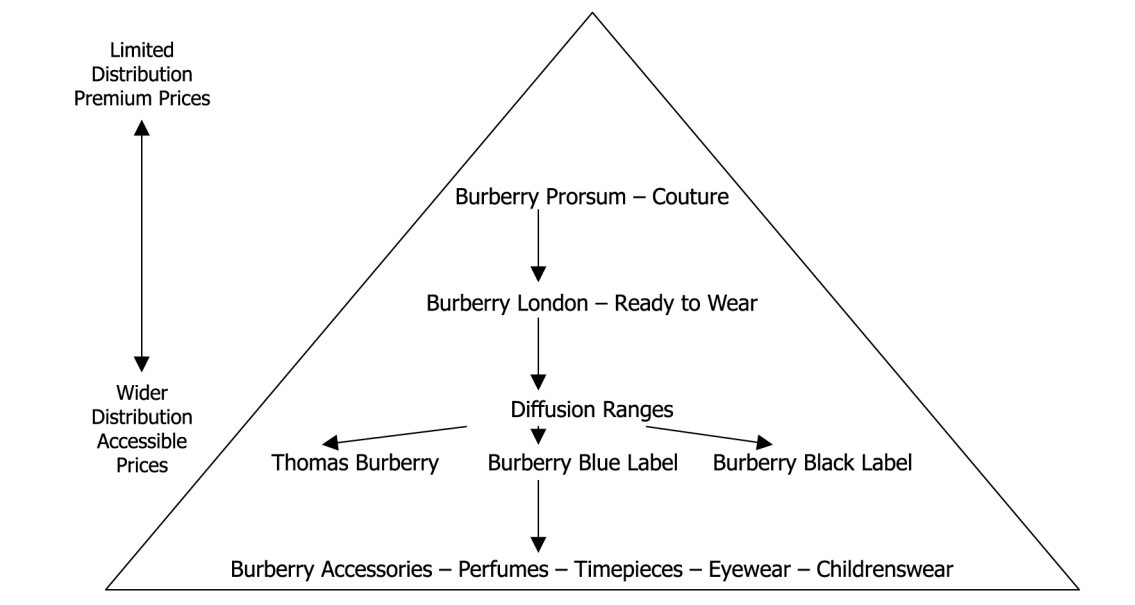 Limited
Distribution
Premium Prices
Burberry Prorsum – Couture
Burberry London – Ready to Wear
Wider
Distribution
Accessible
Prices
Diffusion Ranges
Thomas Burberry
Burberry Blue Label
Burberry Black Label
Burberry Accessories – Perfumes – Timepieces – Eyewear – Childrenswear